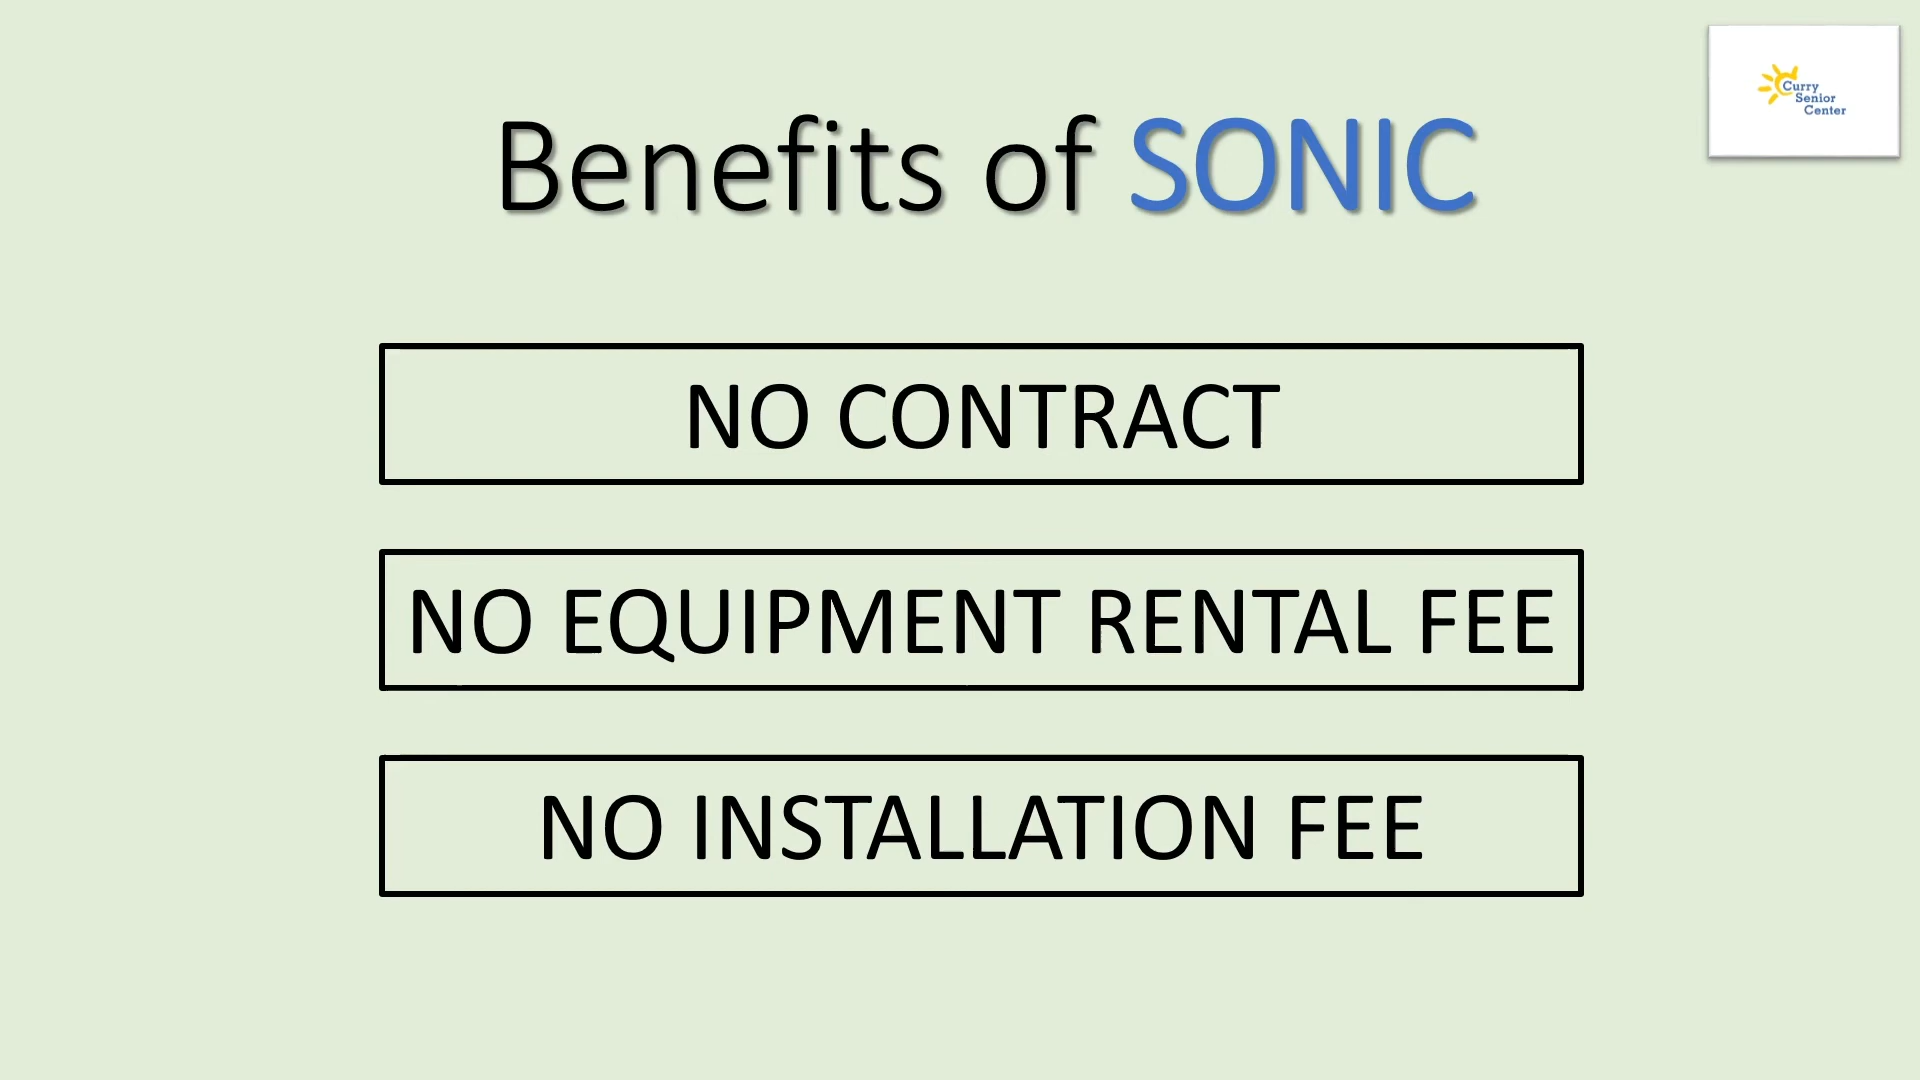 Curry
Senior
Center
Benefits of SONIC
NO CONTRACT
NO EQUIPMENT RENTAL FEE
NO INSTALLATION FEE